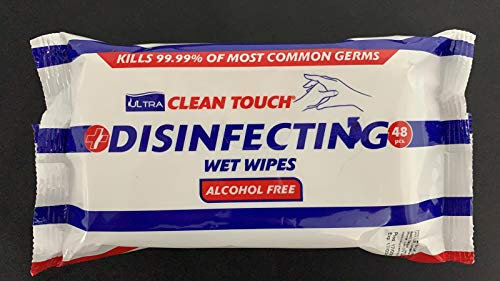 KILLS 99.99% OF MOST COMMON GERMS
ULTRA CLEAN TOUCH®
DISINFECTING
48
pcs.
WET WIPES
ALCOHOL FREE